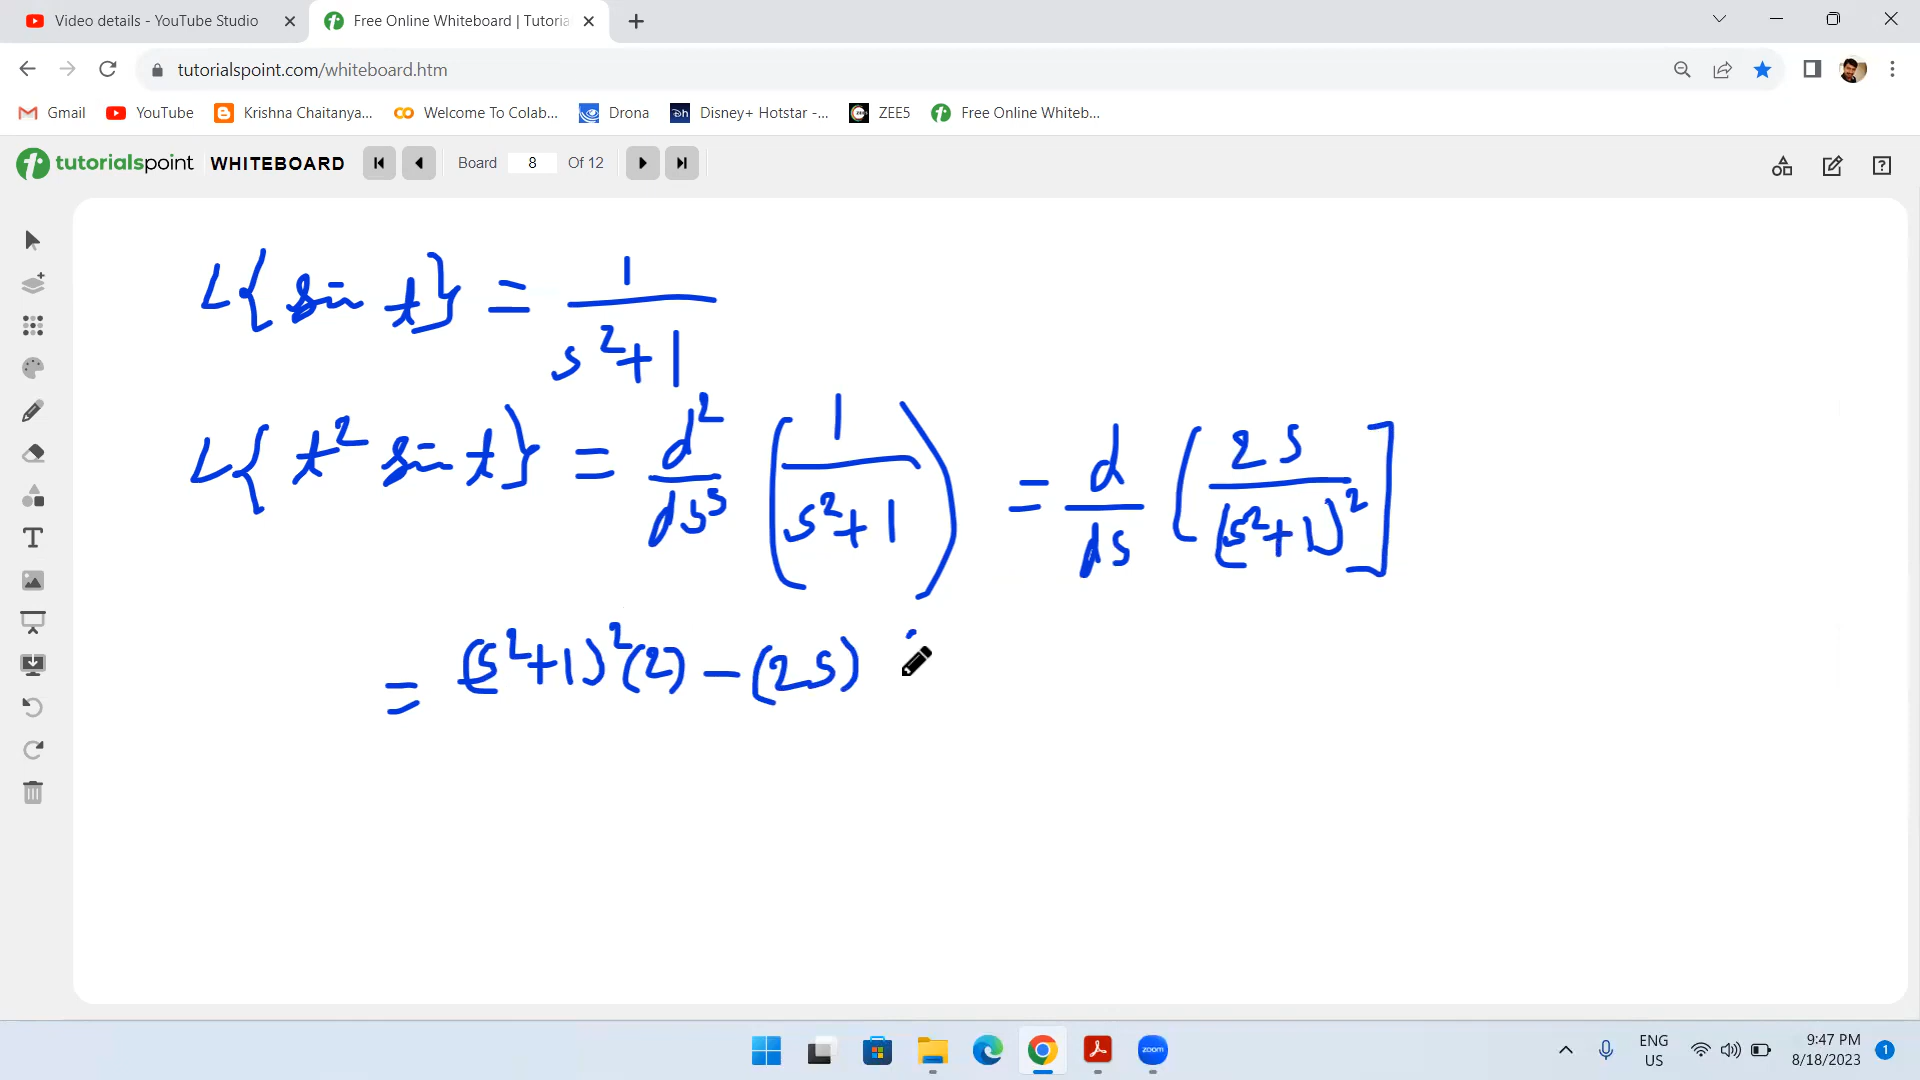 Video details - YouTube Studio
Free Online Whiteboard | Tutoria
tutorialspoint.com/whiteboard.htm
Gmail YouTube Krishna Chaitanya... Welcome To Colab... Drona Disney+ Hotstar -... ZEE5 Free Online Whiteb...
tutorialspoint WHITEBOARD Board 8 Of 12
L{sin t} = 1/(s²+1)
L{t² sin t} = d²/ds^s (1/(s²+1)) = d/ds [2s/(s²+1)²]
= (s²+1)²(2) - (2s)
zoom
ENG US
9:47 PM
8/18/2023
1